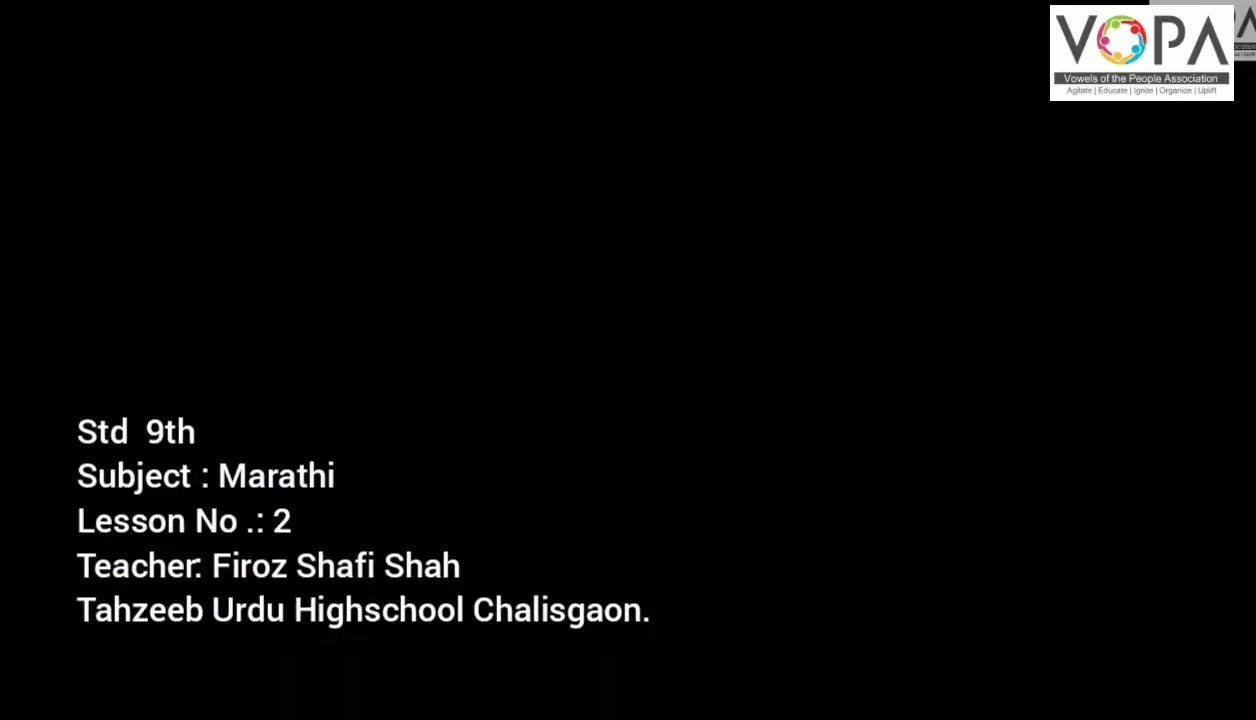 VOPA
Vowels of the People Association
Agitate | Educate | Ignite | Organize | Uplift
Std 9th
Subject : Marathi
Lesson No .: 2
Teacher: Firoz Shafi Shah
Tahzeeb Urdu Highschool Chalisgaon.